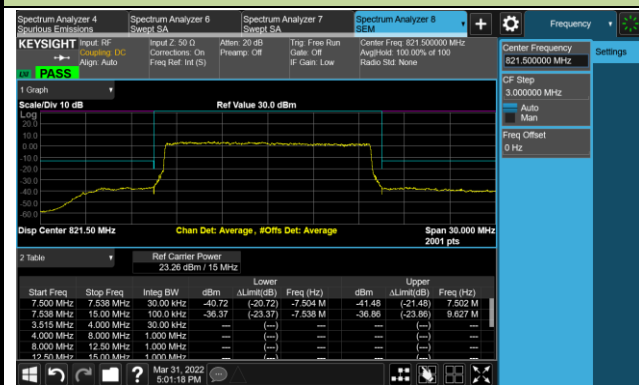 Spectrum Analyzer 4
Spurious Emissions
Spectrum Analyzer 6
Swept SA
Spectrum Analyzer 7
Swept SA
Spectrum Analyzer 8
SEM
Frequency
KEYSIGHT
Input: RF
Coupling: DC
Align: Auto
Input Z: 50 Ω
Corrections: On
Freq Ref: Int (S)
Atten: 20 dB
Preamp: Off
Trig: Free Run
Gate: Off
IF Gain: Low
Center Freq: 821.500000 MHz
Avg|Hold: 100.00% of 100
Radio Std: None
PASS
Center Frequency
821.500000 MHz
Settings
CF Step
3.000000 MHz
Auto
Man
Freq Offset
0 Hz
1 Graph
Scale/Div 10 dB
Ref Value 30.0 dBm
Log
20.0
10.0
0.00
-10.0
-20.0
-30.0
-40.0
-50.0
-60.0
Disp Center 821.50 MHz
Chan Det: Average , #Offs Det: Average
Span 30.000 MHz
2001 pts
2 Table
Ref Carrier Power
23.26 dBm / 15 MHz
Lower Upper
Start Freq Stop Freq Integ BW dBm ΔLimit(dB) Freq (Hz) dBm ΔLimit(dB) Freq (Hz)
7.500 MHz 7.538 MHz 30.00 kHz -40.72 (-20.72) -7.504 M -41.48 (-21.48) 7.502 M
7.538 MHz 15.00 MHz 100.0 kHz -36.37 (-23.37) -7.538 M -36.86 (-23.86) 9.627 M
3.515 MHz 4.000 MHz 30.00 kHz --- (---) --- --- (---) ---
4.000 MHz 8.000 MHz 1.000 MHz --- (---) --- --- (---) ---
8.000 MHz 12.50 MHz 1.000 MHz --- (---) --- --- (---) ---
12.50 MHz 15.00 MHz 1.000 MHz --- (---) --- --- (---) ---
?
Mar 31, 2022
5:01:18 PM